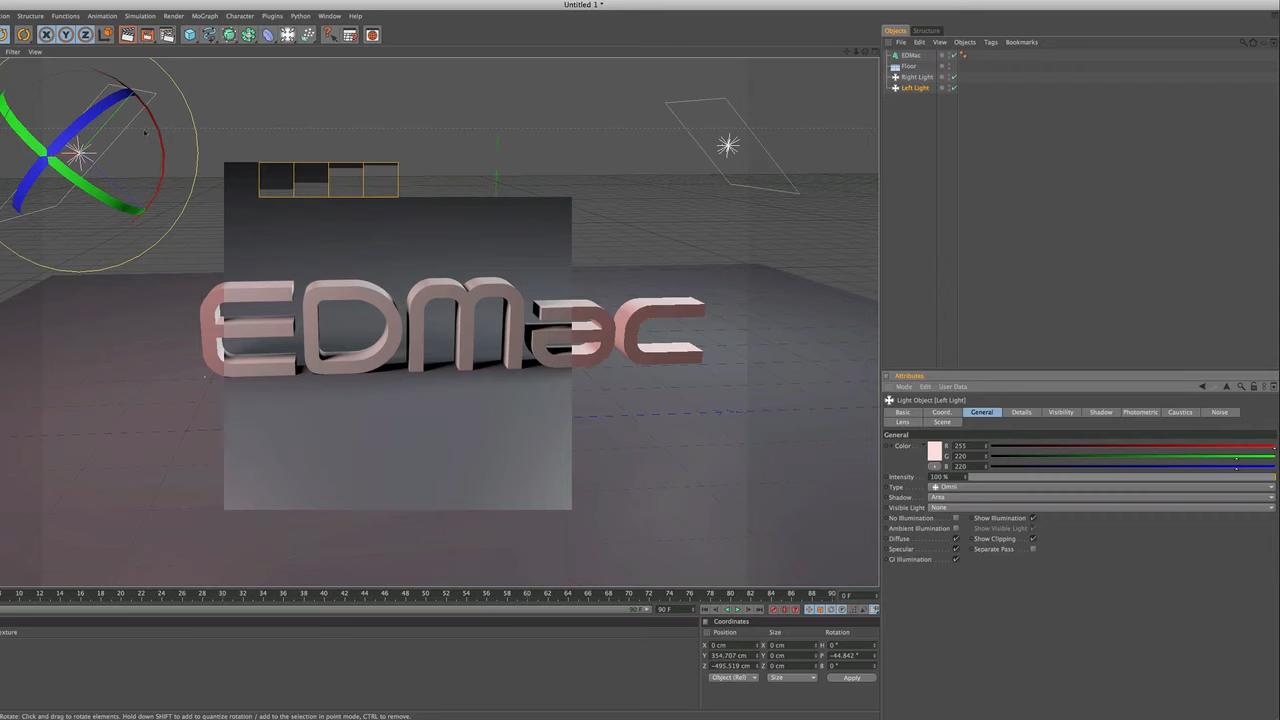 Untitled 1 *
Structure Functions Animation Simulation Render MoGraph Character Plugins Python Window Help
Filter View
EDMac
Objects Structure
File Edit View Objects Tags Bookmarks
EDMac
Floor
Right Light
Left Light
Attributes
Mode Edit User Data
Light Object [Left Light]
Basic Coord. General Details Visibility Shadow Photometric Caustics Noise
Lens Scene
General
Color R 255
G 220
B 220
Intensity 100 %
Type Omni
Shadow Area
Visible Light None
No Illumination Show Illumination
Ambient Illumination Show Visible Light
Diffuse Show Clipping
Specular Separate Pass
GI Illumination
12 14 16 18 20 22 24 26 28 30 32 34 36 38 40 42 44 46 48 50 52 54 56 58 60 62 64 66 68 70 72 74 76 78 80 82 84 86 88 90 0 F
90 F 90 F
Coordinates
Position Size Rotation
X 0 cm X 0 cm H 0 °
Y 354.707 cm Y 0 cm P -44.842 °
Z -495.519 cm Z 0 cm B 0 °
Object (Rel) Size Apply
Rotate: Click and drag to rotate elements. Hold down SHIFT to add to quantize rotation / add to the selection in point mode, CTRL to remove.